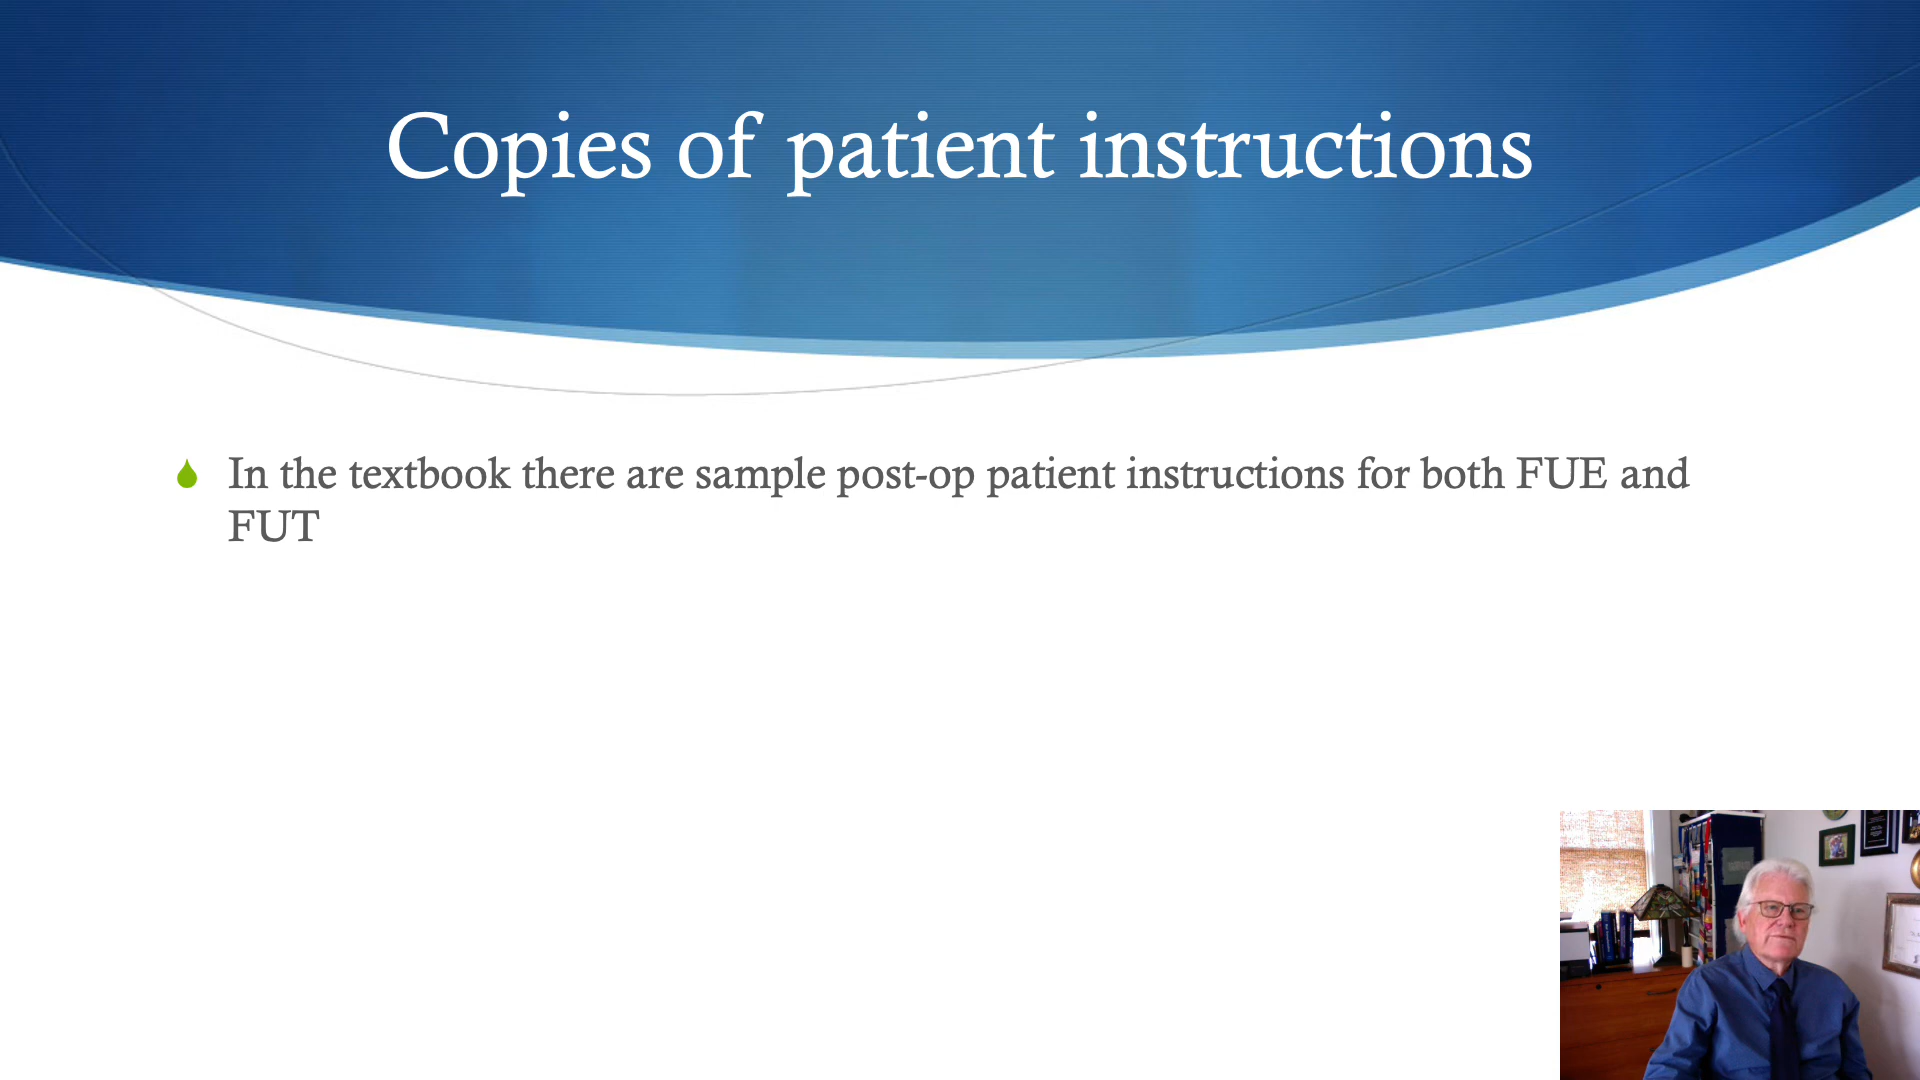 Copies of patient instructions
In the textbook there are sample post-op patient instructions for both FUE and
FUT